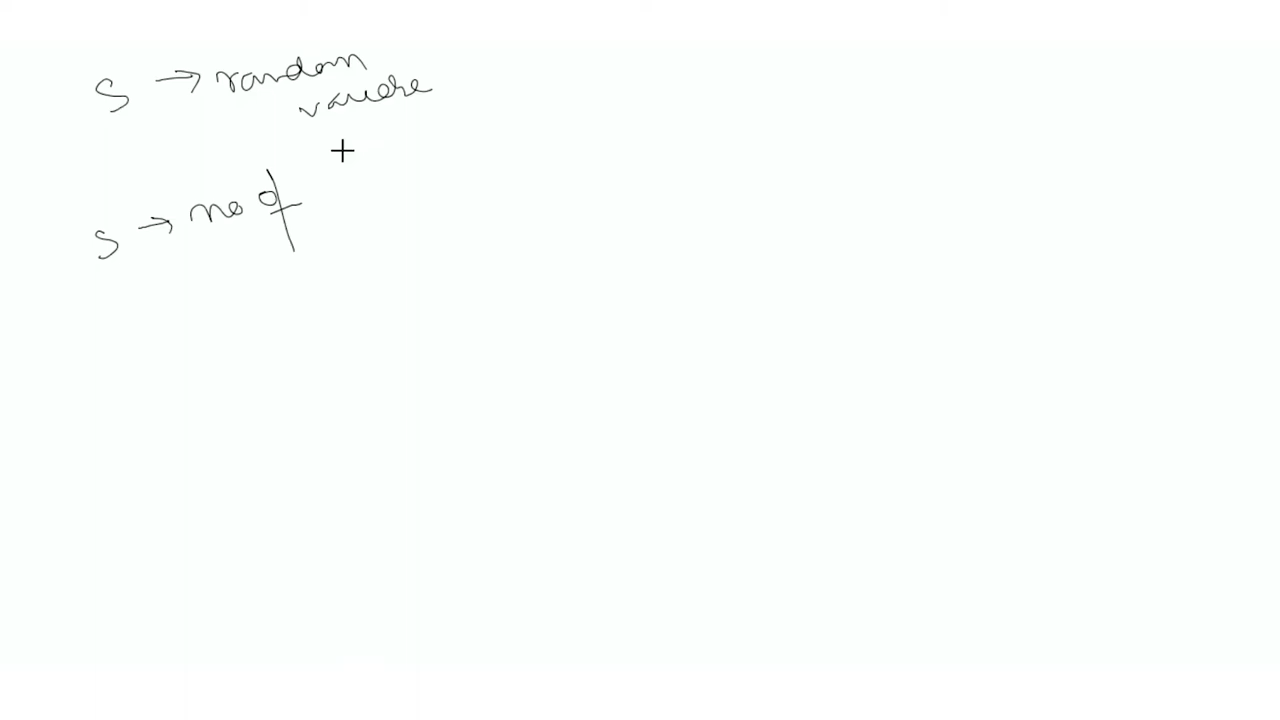 S → random
variable
S → no of